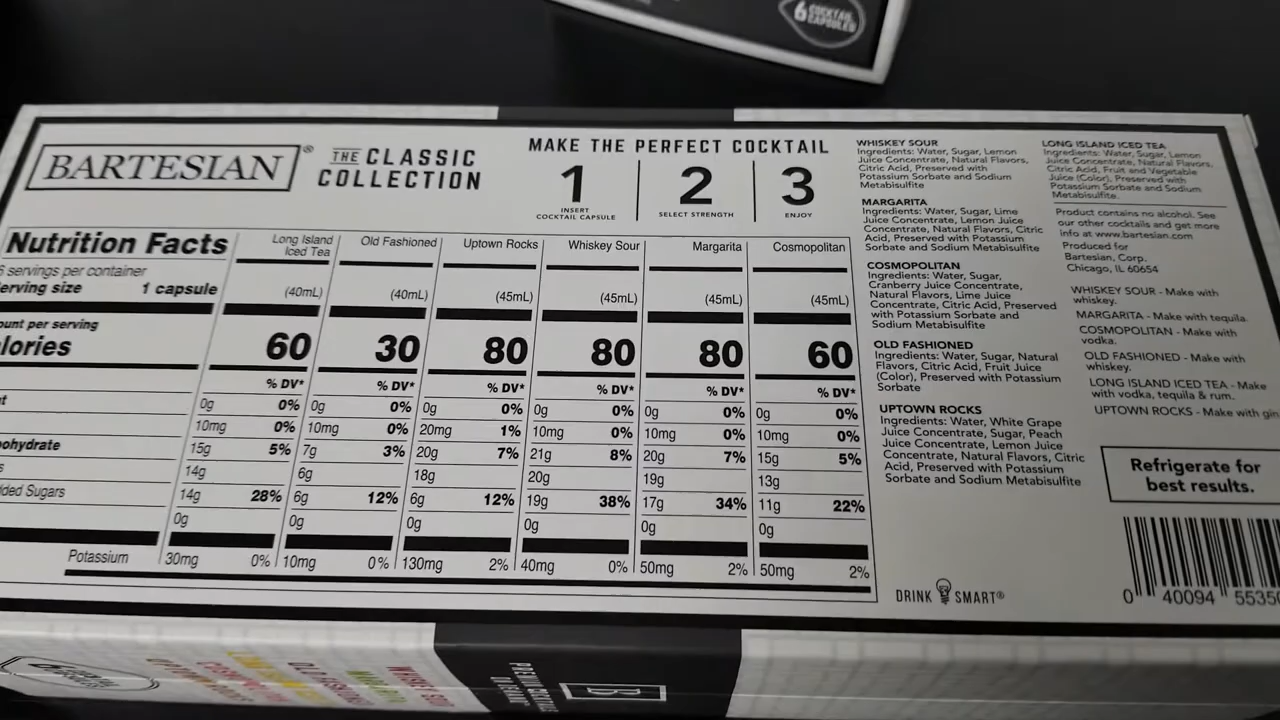 6 COCKTAIL
CAPSULES
BARTESIAN®
THE CLASSIC
COLLECTION
MAKE THE PERFECT COCKTAIL
1 2 3
INSERT
COCKTAIL CAPSULE
SELECT STRENGTH
ENJOY
Nutrition Facts
6 servings per container
erving size 1 capsule
ount per serving
lories
Long Island
Iced Tea
Old Fashioned
Uptown Rocks
Whiskey Sour
Margarita
Cosmopolitan
(40mL) (40mL) (45mL) (45mL) (45mL) (45mL)
60 30 80 80 80 60
% DV* % DV* % DV* % DV* % DV* % DV*
t 0g 0% 0g 0% 0g 0% 0g 0% 0g 0% 0g 0%
10mg 0% 10mg 0% 20mg 1% 10mg 0% 10mg 0% 10mg 0%
ohydrate 15g 5% 7g 3% 20g 7% 21g 8% 20g 7% 15g 5%
s 14g 6g 18g 20g 19g 13g
ded Sugars 14g 28% 6g 12% 6g 12% 19g 38% 17g 34% 11g 22%
0g 0g 0g 0g 0g 0g
Potassium 30mg 0% 10mg 0% 130mg 2% 40mg 0% 50mg 2% 50mg 2%
WHISKEY SOUR
Ingredients: Water, Sugar, Lemon
Juice Concentrate, Natural Flavors,
Citric Acid, Preserved with
Potassium Sorbate and Sodium
Metabisulfite
MARGARITA
Ingredients: Water, Sugar, Lime
Juice Concentrate, Lemon Juice
Concentrate, Natural Flavors, Citric
Acid, Preserved with Potassium
Sorbate and Sodium Metabisulfite
COSMOPOLITAN
Ingredients: Water, Sugar,
Cranberry Juice Concentrate,
Natural Flavors, Lime Juice
Concentrate, Citric Acid, Preserved
with Potassium Sorbate and
Sodium Metabisulfite
OLD FASHIONED
Ingredients: Water, Sugar, Natural
Flavors, Citric Acid, Fruit Juice
(Color), Preserved with Potassium
Sorbate
UPTOWN ROCKS
Ingredients: Water, White Grape
Juice Concentrate, Sugar, Peach
Juice Concentrate, Lemon Juice
Concentrate, Natural Flavors, Citric
Acid, Preserved with Potassium
Sorbate and Sodium Metabisulfite
DRINK SMART®
LONG ISLAND ICED TEA
Ingredients: Water, Sugar, Lemon
Juice Concentrate, Natural Flavors,
Citric Acid, Fruit and Vegetable
Juice (Color), Preserved with
Potassium Sorbate and Sodium
Metabisulfite
Product contains no alcohol. See
our other cocktails and get more
info at www.bartesian.com
Produced for
Bartesian, Corp.
Chicago, IL 60654
WHISKEY SOUR - Make with
whiskey.
MARGARITA - Make with tequila.
COSMOPOLITAN - Make with
vodka.
OLD FASHIONED - Make with
whiskey.
LONG ISLAND ICED TEA - Make
with vodka, tequila & rum.
UPTOWN ROCKS - Make with gin
Refrigerate for
best results.
0 40094 5535
WHISKEY SOUR
MARGARITA
OLD FASHIONED
B